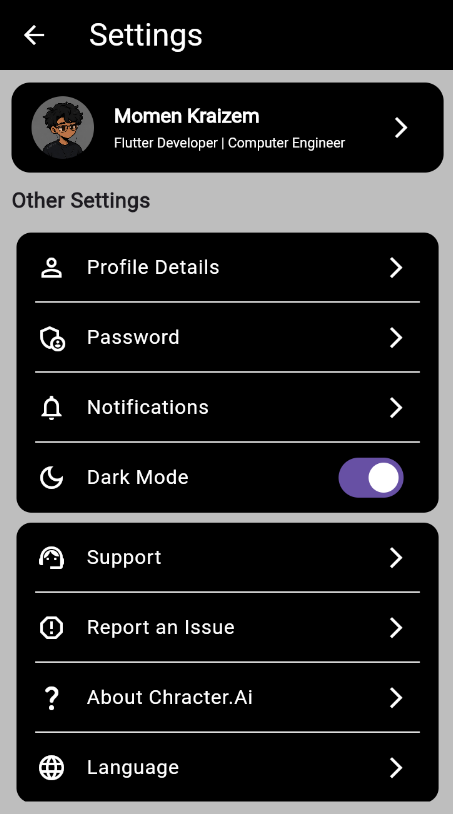 Settings
Momen Kraizem
Flutter Developer | Computer Engineer
Other Settings
Profile Details
Password
Notifications
Dark Mode
Support
Report an Issue
About Chracter.Ai
Language